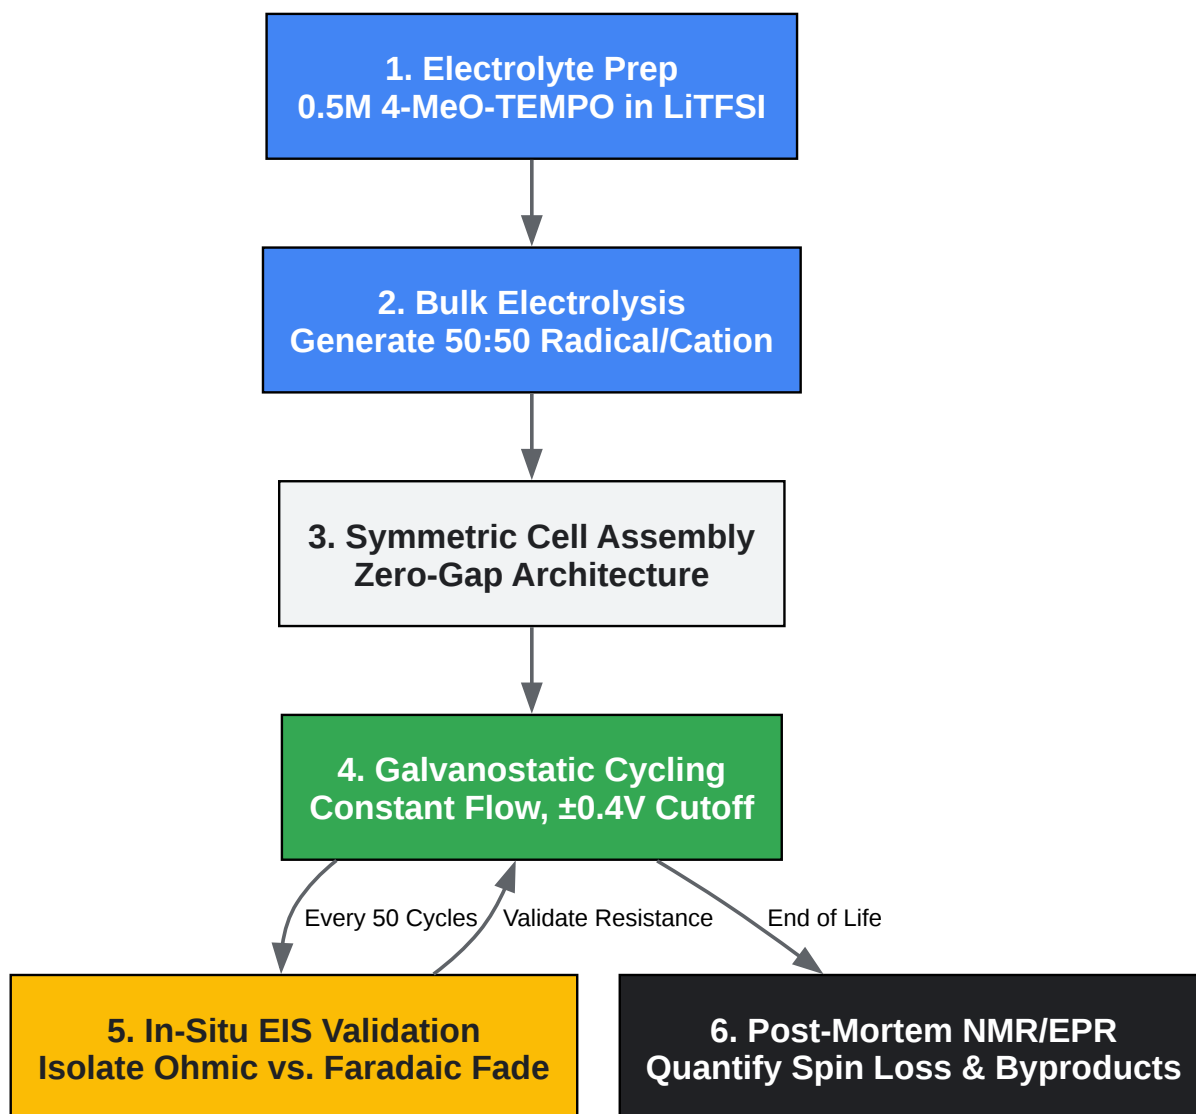 1. Electrolyte Prep
0.5M 4-MeO-TEMPO in LiTFSI
2. Bulk Electrolysis
Generate 50:50 Radical/Cation
3. Symmetric Cell Assembly
Zero-Gap Architecture
4. Galvanostatic Cycling
Constant Flow, ±0.4V Cutoff
Every 50 Cycles
Validate Resistance
End of Life
5. In-Situ EIS Validation
Isolate Ohmic vs. Faradaic Fade
6. Post-Mortem NMR/EPR
Quantify Spin Loss & Byproducts